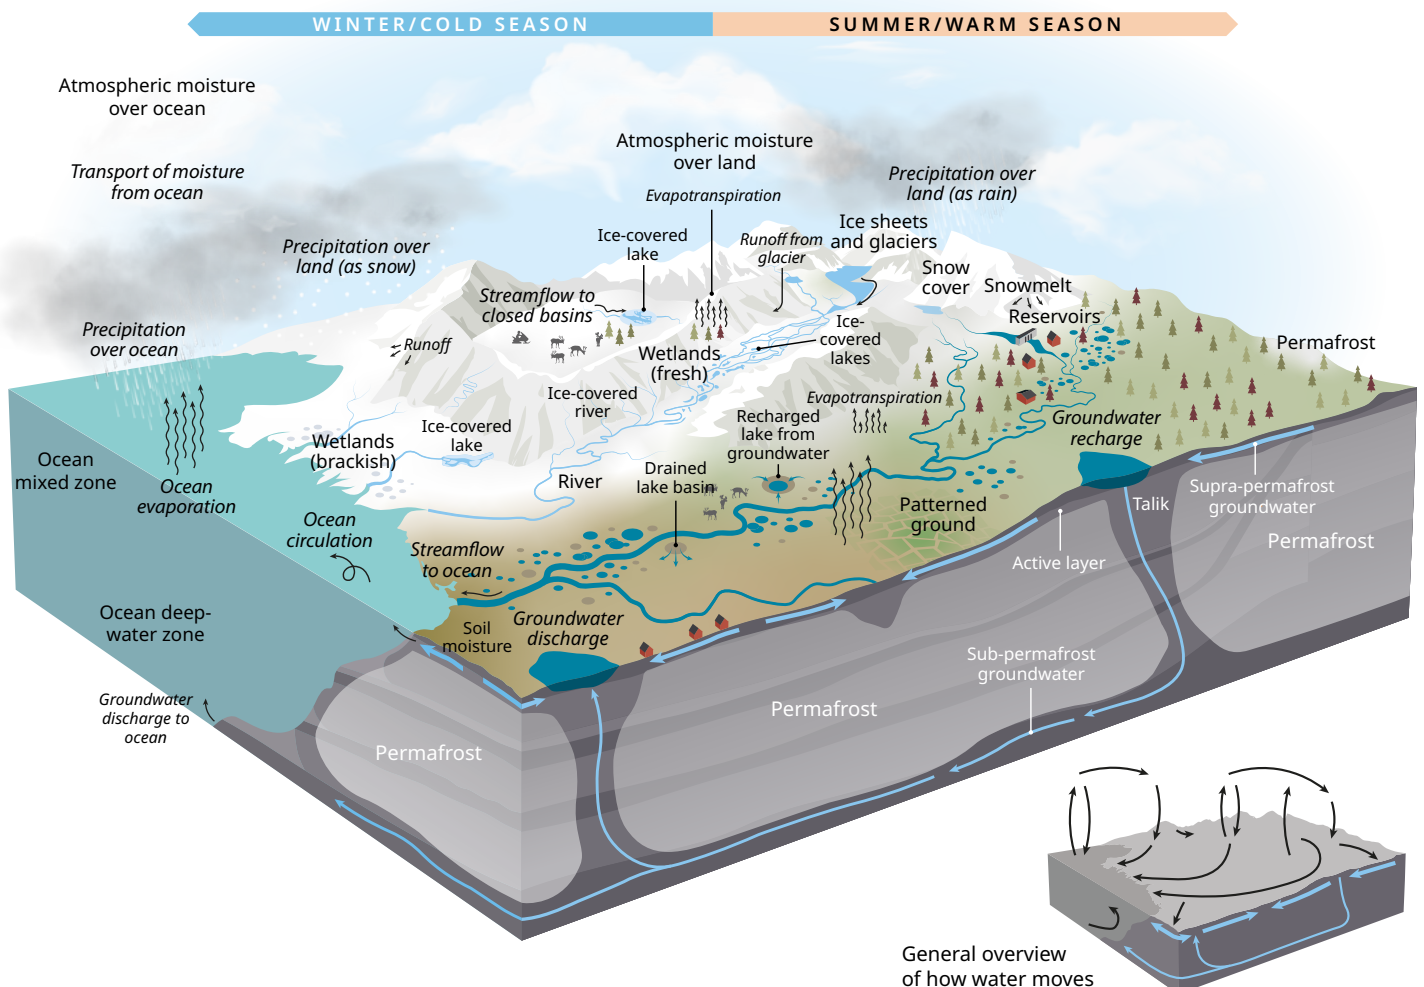 WINTER/COLD SEASON
SUMMER/WARM SEASON
Atmospheric moisture
over ocean
Transport of moisture
from ocean
Atmospheric moisture
over land
Evapotranspiration
Precipitation over
land (as rain)
Precipitation over
land (as snow)
Ice-covered
lake
Runoff from
glacier
Ice sheets
and glaciers
Snow
cover
Snowmelt
Reservoirs
Streamflow to
closed basins
Precipitation
over ocean
Runoff
Wetlands
(fresh)
Ice-
covered
lakes
Permafrost
Ice-covered
river
Evapotranspiration
Recharged
lake from
groundwater
Groundwater
recharge
Wetlands
(brackish)
Ice-covered
lake
Ocean
mixed zone
Ocean
evaporation
River
Drained
lake basin
Patterned
ground
Talik
Supra-permafrost
groundwater
Permafrost
Ocean
circulation
Streamflow
to ocean
Active layer
Ocean deep-
water zone
Soil
moisture
Groundwater
discharge
Sub-permafrost
groundwater
Groundwater
discharge to
ocean
Permafrost
Permafrost
General overview
of how water moves